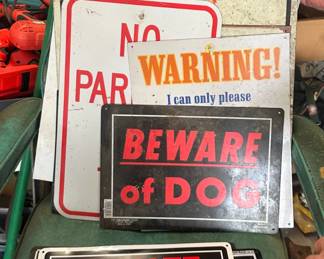 NO
PAR
WARNING!
I can only please
BEWARE
of DOG